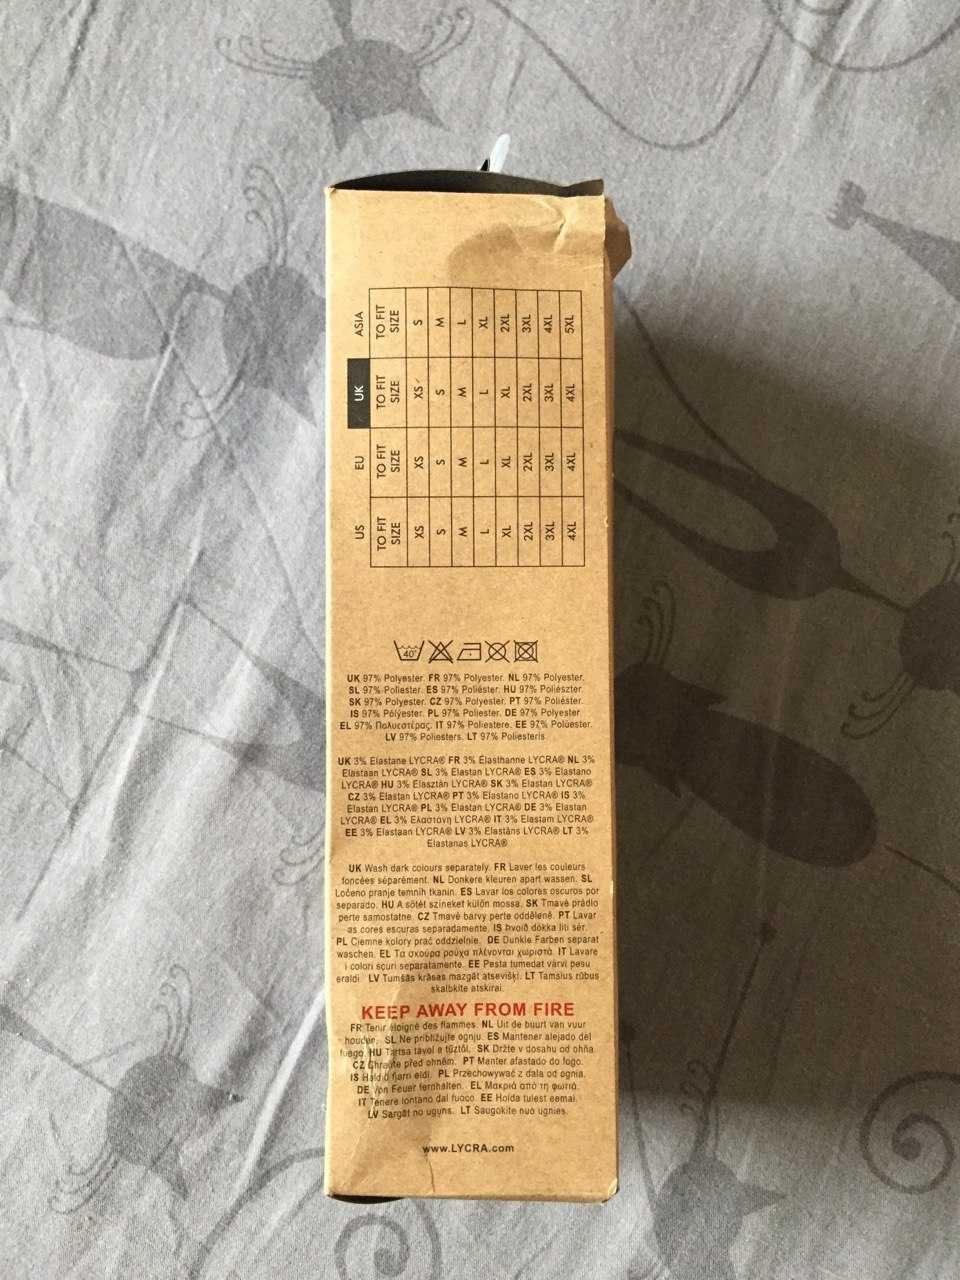 ASIA UK EU US
TO FIT SIZE TO FIT SIZE TO FIT SIZE TO FIT SIZE
S XS XS XS
M S S S
L M M M
XL L L L
2XL XL XL XL
3XL 2XL 2XL 2XL
4XL 3XL 3XL 3XL
5XL 4XL 4XL 4XL
40°
UK 97% Polyester. FR 97% Polyester. NL 97% Polyester.
SL 97% Poliester. ES 97% Poliéster. HU 97% Poliészter.
SK 97% Polyester. CZ 97% Polyester. PT 97% Poliéster.
IS 97% Pólýester. PL 97% Poliester. DE 97% Polyester
EL 97% Πολυεστέρας. IT 97% Poliestere. EE 97% Polüester.
LV 97% Poliesters. LT 97% Poliesteris.
UK 3% Elastane LYCRA® FR 3% Élasthanne LYCRA® NL 3%
Elastaan LYCRA® SL 3% Elastan LYCRA® ES 3% Elastano
LYCRA® HU 3% Elasztán LYCRA® SK 3% Elastan LYCRA®
CZ 3% Elastan LYCRA® PT 3% Elastano LYCRA® IS 3%
Elastan LYCRA® PL 3% Elastan LYCRA® DE 3% Elastan
LYCRA® EL 3% Ελαστάνη LYCRA® IT 3% Elastam LYCRA®
EE 3% Elastaan LYCRA® LV 3% Elastāns LYCRA® LT 3%
Elastanas LYCRA®
UK Wash dark colours separately. FR Laver les couleurs
foncées séparément. NL Donkere kleuren apart wassen. SL
Ločeno pranje temnih tkanin. ES Lavar los colores oscuros por
separado. HU A sötét színeket külön mossa. SK Tmavé prádlo
perte samostatne. CZ Tmavé barvy perte odděleně. PT Lavar
as cores escuras separadamente. IS Þvoið dökka liti sér.
PL Ciemne kolory prać oddzielnie. DE Dunkle Farben separat
waschen. EL Τα σκούρα ρούχα πλένονται χωριστά. IT Lavare
i colori scuri separatamente. EE Pesta tumedat värvi pesu
eraldi. LV Tumšās krāsas mazgāt atsevišķi. LT Tamsius rūbus
skalbkite atskirai.
KEEP AWAY FROM FIRE
FR Tenir éloigné des flammes. NL Uit de buurt van vuur
houden. SL Ne približujte ognju. ES Mantener alejado del
fuego. HU Tartsa távol e tűztől. SK Držte v dosahu od ohňa.
CZ Chraňte před ohněm. PT Manter afastado do fogo.
IS Haldið fjarri eldi. PL Przechowywać z dala od ognia.
DE Von Feuer fernhalten. EL Μακριά από τη φωτιά.
IT Tenere lontano dal fuoco. EE Hoida tulest eemal.
LV Sargāt no uguns. LT Saugokite nuo ugnies.
www.LYCRA.com